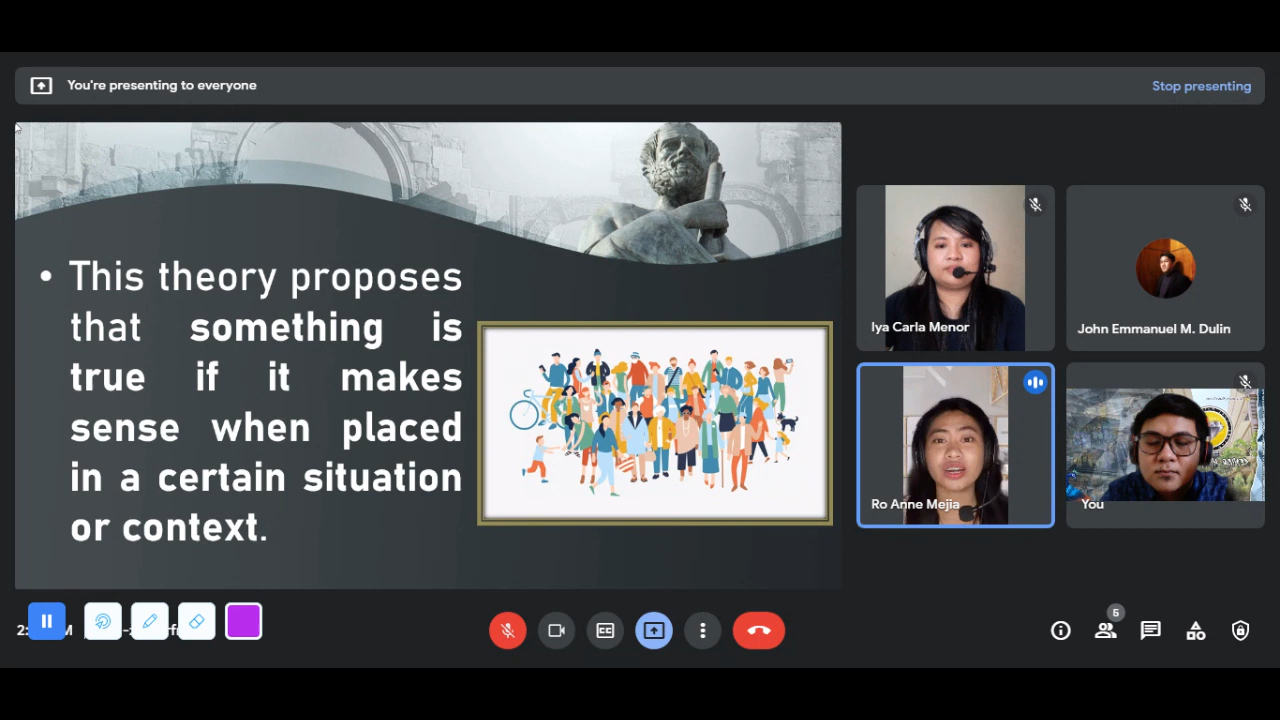 You're presenting to everyone
Stop presenting
• This theory proposes
that something is
true if it makes
sense when placed
in a certain situation
or context.
Iya Carla Menor
John Emmanuel M. Dulin
Ro Anne Mejia
You
CC
5